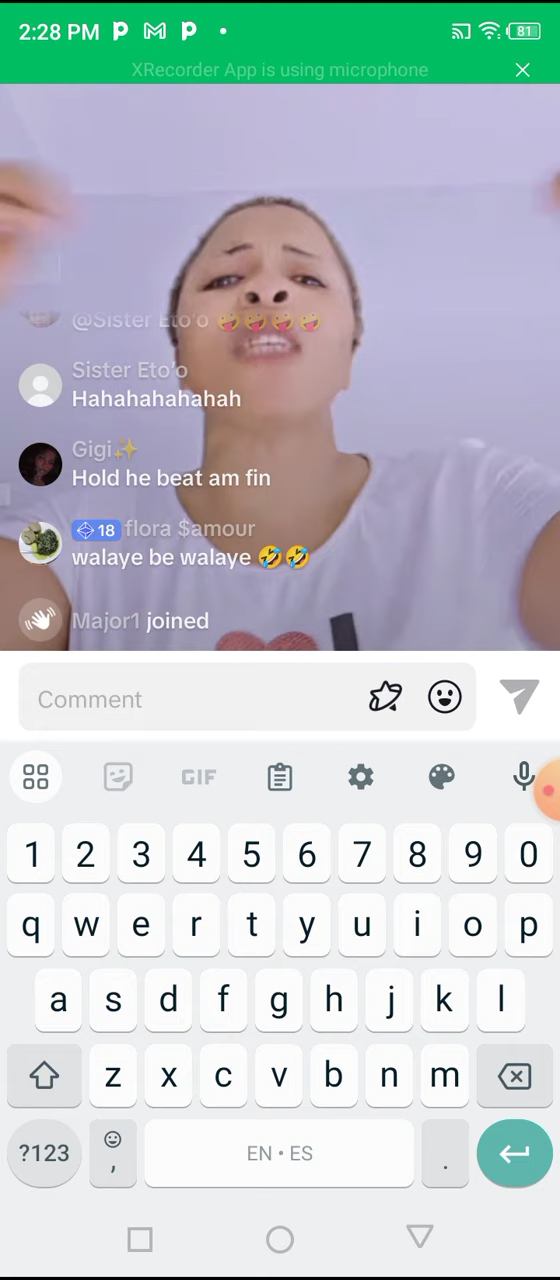 2:28 PM
81
XRecorder App is using microphone
@Sister Eto'o 🤪🤪🤪🤪
Sister Eto'o
Hahahahahahah
Gigi✨
Hold he beat am fin
18 flora $amour
walaye be walaye 🤣🤣
Major1 joined
Comment
GIF
1 2 3 4 5 6 7 8 9 0
q w e r t y u i o p
a s d f g h j k l
z x c v b n m
?123 , EN • ES .